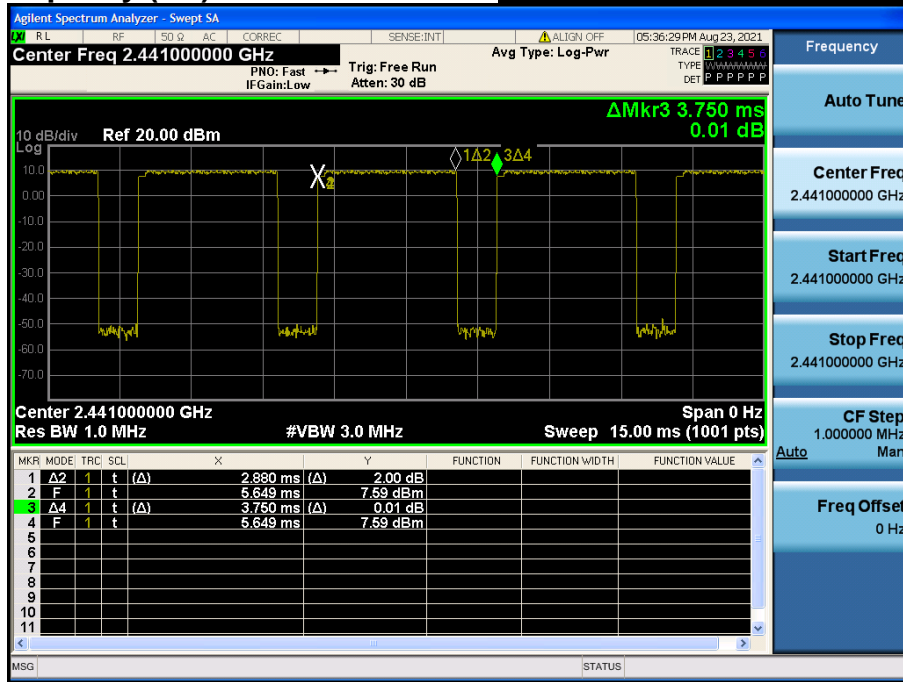 Agilent Spectrum Analyzer - Swept SA
LXI RL RF 50 Ω AC CORREC SENSE:INT ALIGN OFF 05:36:29 PM Aug 23, 2021
Center Freq 2.441000000 GHz
PNO: Fast
IFGain:Low
Trig: Free Run
Atten: 30 dB
Avg Type: Log-Pwr
TRACE 1 2 3 4 5 6
TYPE
DET P P P P P P
ΔMkr3 3.750 ms
0.01 dB
10 dB/div Ref 20.00 dBm
Log
1Δ2 3Δ4
10.0
0.00
-10.0
-20.0
-30.0
-40.0
-50.0
-60.0
-70.0
Center 2.441000000 GHz Span 0 Hz
Res BW 1.0 MHz #VBW 3.0 MHz Sweep 15.00 ms (1001 pts)
MKR MODE TRC SCL X Y FUNCTION FUNCTION WIDTH FUNCTION VALUE
1 Δ2 1 t (Δ) 2.880 ms (Δ) 2.00 dB
2 F 1 t 5.649 ms 7.59 dBm
3 Δ4 1 t (Δ) 3.750 ms (Δ) 0.01 dB
4 F 1 t 5.649 ms 7.59 dBm
5
6
7
8
9
10
11
MSG STATUS
Frequency
Auto Tune
Center Freq
2.441000000 GHz
Start Freq
2.441000000 GHz
Stop Freq
2.441000000 GHz
CF Step
1.000000 MHz
Auto Man
Freq Offset
0 Hz